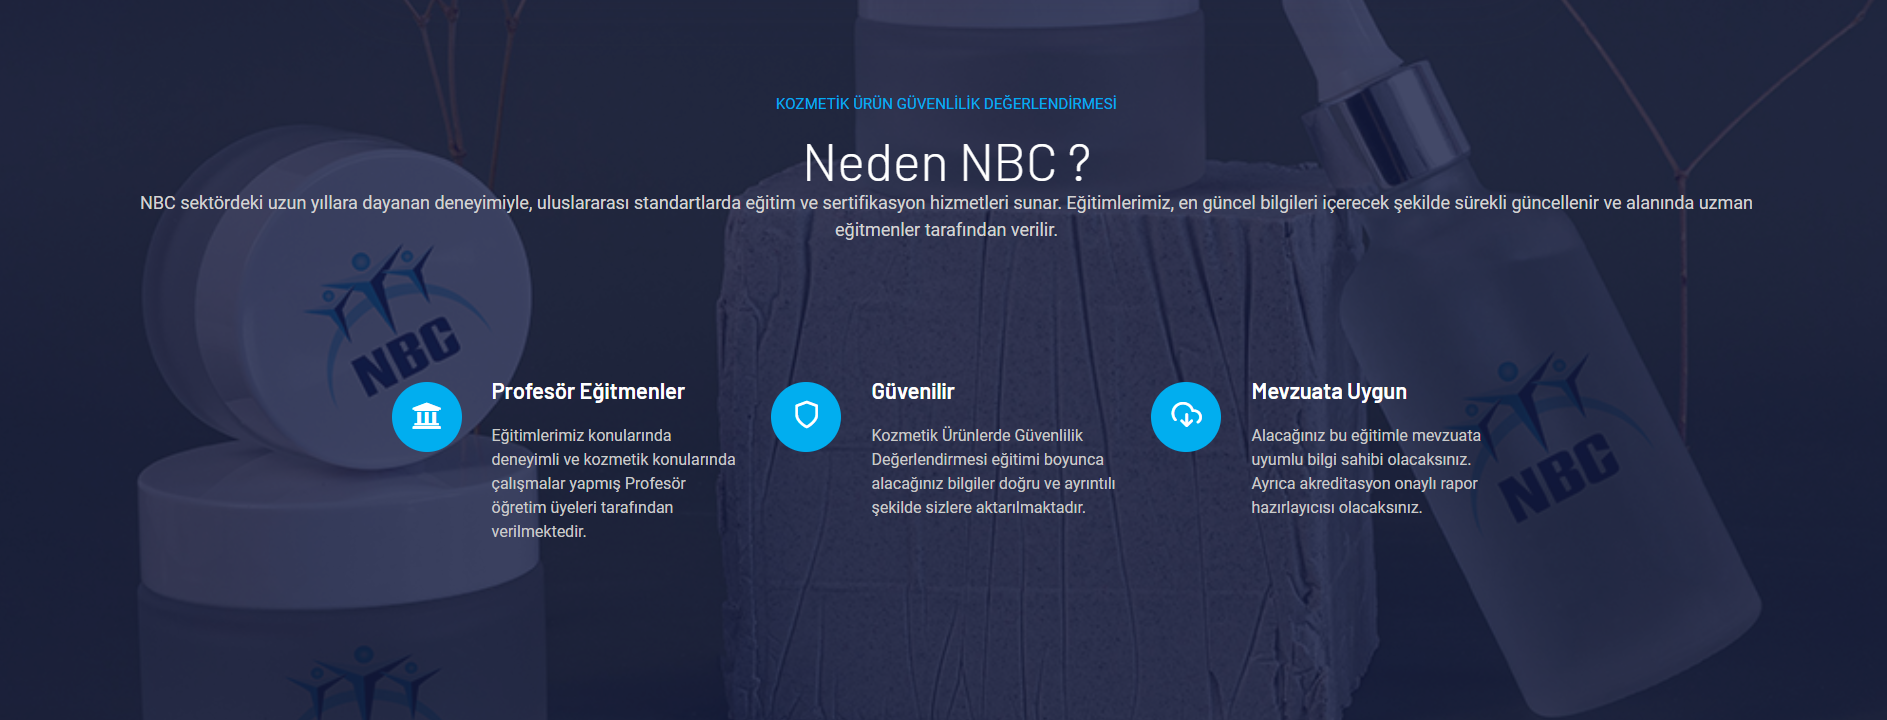 KOZMETİK ÜRÜN GÜVENLİLİK DEĞERLENDİRMESİ
Neden NBC ?
NBC sektördeki uzun yıllara dayanan deneyimiyle, uluslararası standartlarda eğitim ve sertifikasyon hizmetleri sunar. Eğitimlerimiz, en güncel bilgileri içerecek şekilde sürekli güncellenir ve alanında uzman
eğitmenler tarafından verilir.
NBC
Profesör Eğitmenler
Eğitimlerimiz konularında
deneyimli ve kozmetik konularında
çalışmalar yapmış Profesör
öğretim üyeleri tarafından
verilmektedir.
Güvenilir
Kozmetik Ürünlerde Güvenlilik
Değerlendirmesi eğitimi boyunca
alacağınız bilgiler doğru ve ayrıntılı
şekilde sizlere aktarılmaktadır.
Mevzuata Uygun
Alacağınız bu eğitimle mevzuata
uyumlu bilgi sahibi olacaksınız.
Ayrıca akreditasyon onaylı rapor
hazırlayıcısı olacaksınız.
NBC